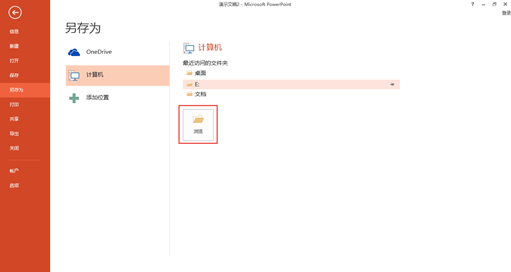 演示文稿2 - Microsoft PowerPoint
登录
信息
新建
打开
保存
另存为
打印
共享
导出
关闭
帐户
选项
另存为
OneDrive
计算机
添加位置
计算机
最近访问的文件夹
桌面
E:
文档
浏览